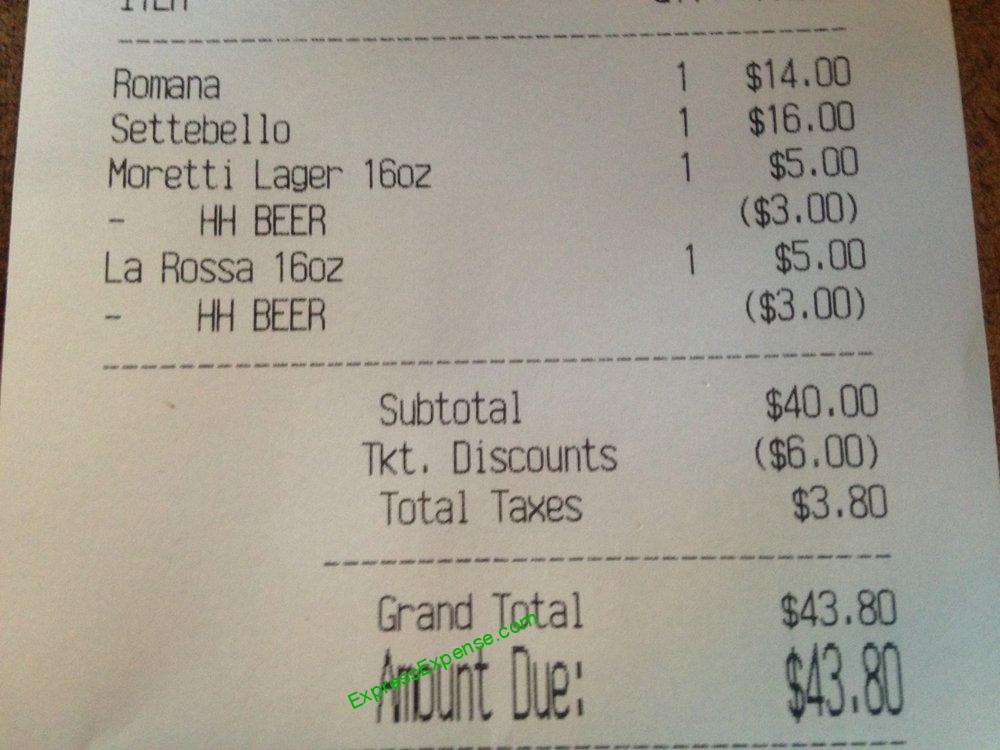 ITEM
Romana 1 $14.00
Settebello 1 $16.00
Moretti Lager 16oz 1 $5.00
- HH BEER ($3.00)
La Rossa 16oz 1 $5.00
- HH BEER ($3.00)
Subtotal $40.00
Tkt. Discounts ($6.00)
Total Taxes $3.80
Grand Total $43.80
Amount Due: $43.80
ExpressExpense.com